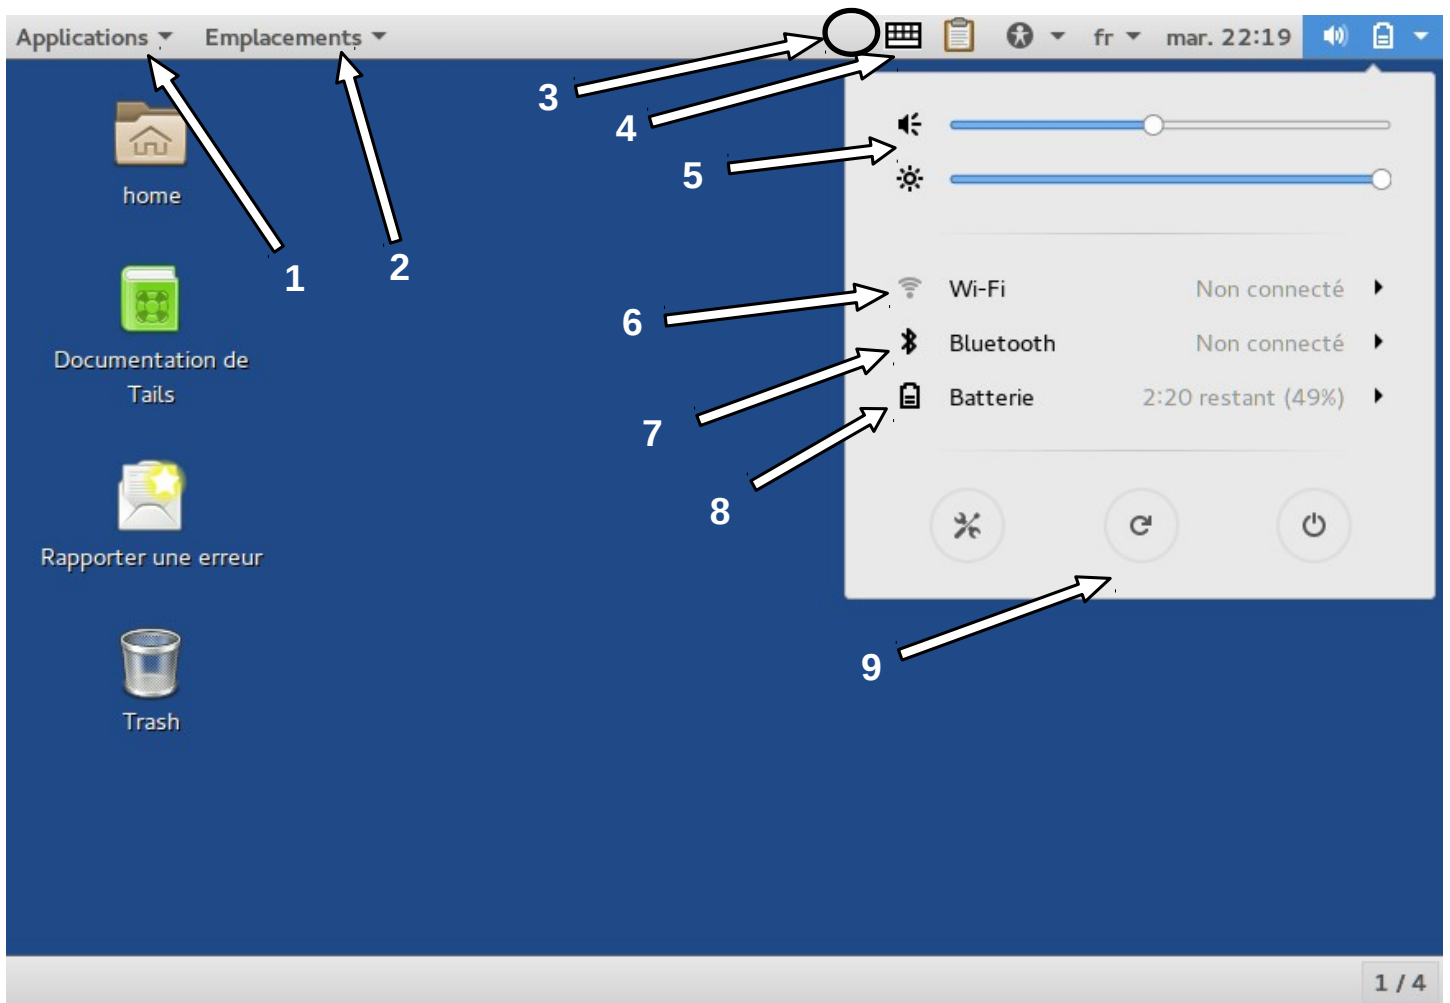 Applications Emplacements fr mar. 22:19
3
4
5
home
1
2
Wi-Fi Non connecté
6
Bluetooth Non connecté
Documentation de
Tails
Batterie 2:20 restant (49%)
7
8
Rapporter une erreur
9
Trash
1 / 4